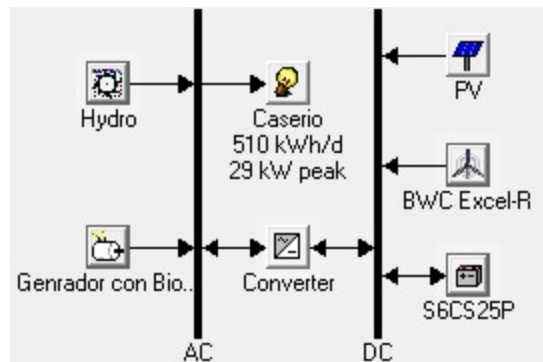 Hydro
Caserio
510 kWh/d
29 kW peak
PV
BWC Excel-R
Genrador con Bio..
Converter
S6CS25P
AC
DC